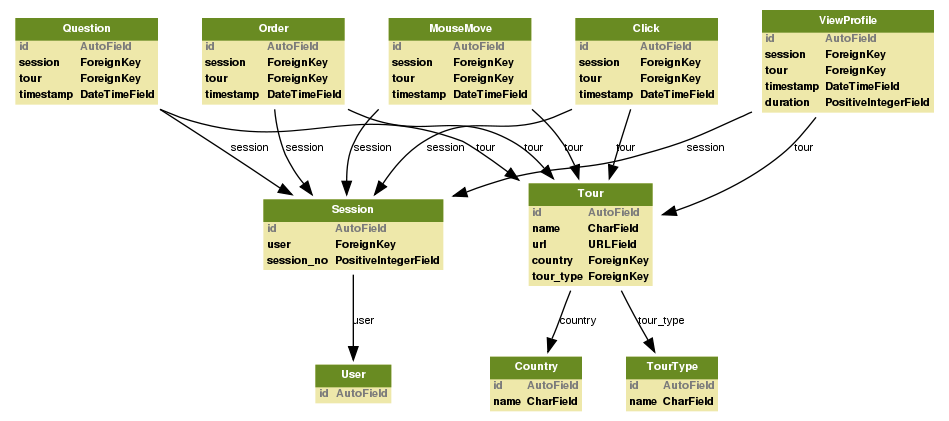 Question
id AutoField
session ForeignKey
tour ForeignKey
timestamp DateTimeField
Order
id AutoField
session ForeignKey
tour ForeignKey
timestamp DateTimeField
MouseMove
id AutoField
session ForeignKey
tour ForeignKey
timestamp DateTimeField
Click
id AutoField
session ForeignKey
tour ForeignKey
timestamp DateTimeField
ViewProfile
id AutoField
session ForeignKey
tour ForeignKey
timestamp DateTimeField
duration PositiveIntegerField
session session session session tour tour tour tour session tour
Session
id AutoField
user ForeignKey
session_no PositiveIntegerField
Tour
id AutoField
name CharField
url URLField
country ForeignKey
tour_type ForeignKey
user country tour_type
User
id AutoField
Country
id AutoField
name CharField
TourType
id AutoField
name CharField